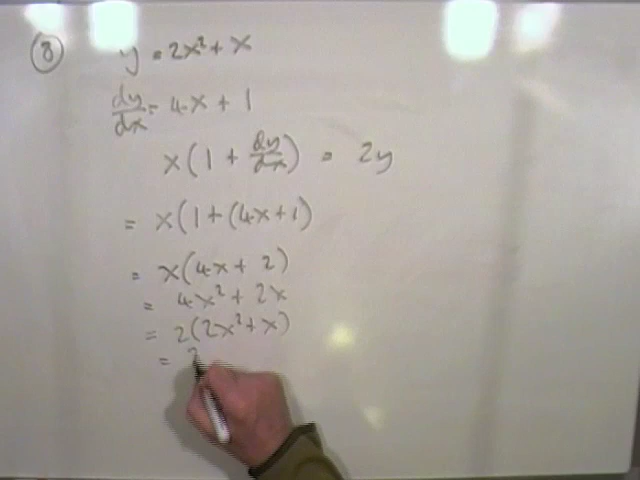 8 y = 2x² + x
dy/dx = 4x + 1
x(1 + dy/dx) = 2y
= x(1+(4x+1)
= x(4x + 2)
= 4x² + 2x
= 2(2x²+x)
=